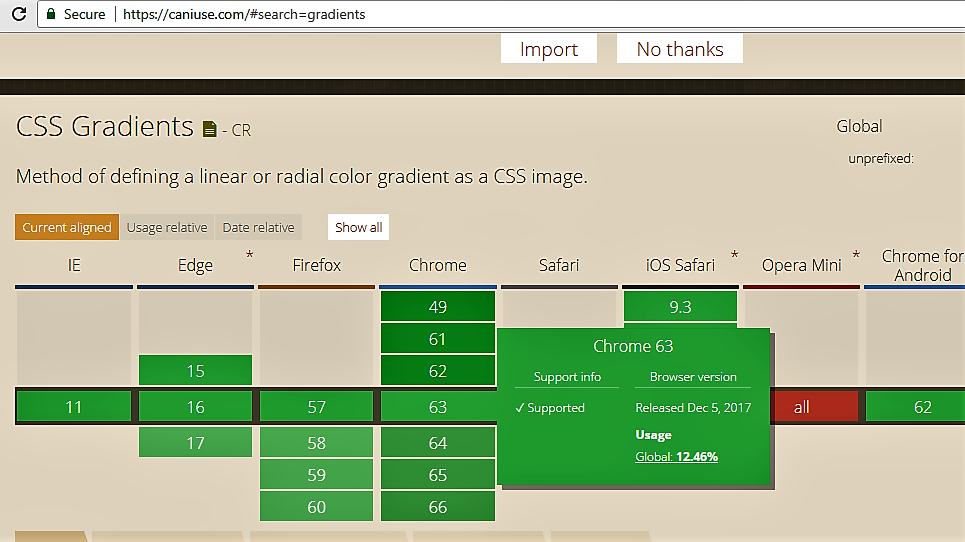 Secure https://caniuse.com/#search=gradients
Import No thanks
CSS Gradients - CR
Global
unprefixed:
Method of defining a linear or radial color gradient as a CSS image.
Current aligned Usage relative Date relative Show all
IE Edge * Firefox Chrome Safari iOS Safari * Opera Mini * Chrome for Android
49 9.3
61
62
15
11 16 57 63 all 62
17 58 64
59 65
60 66
Chrome 63
Support info Browser version
✓ Supported Released Dec 5, 2017
Usage
Global: 12.46%